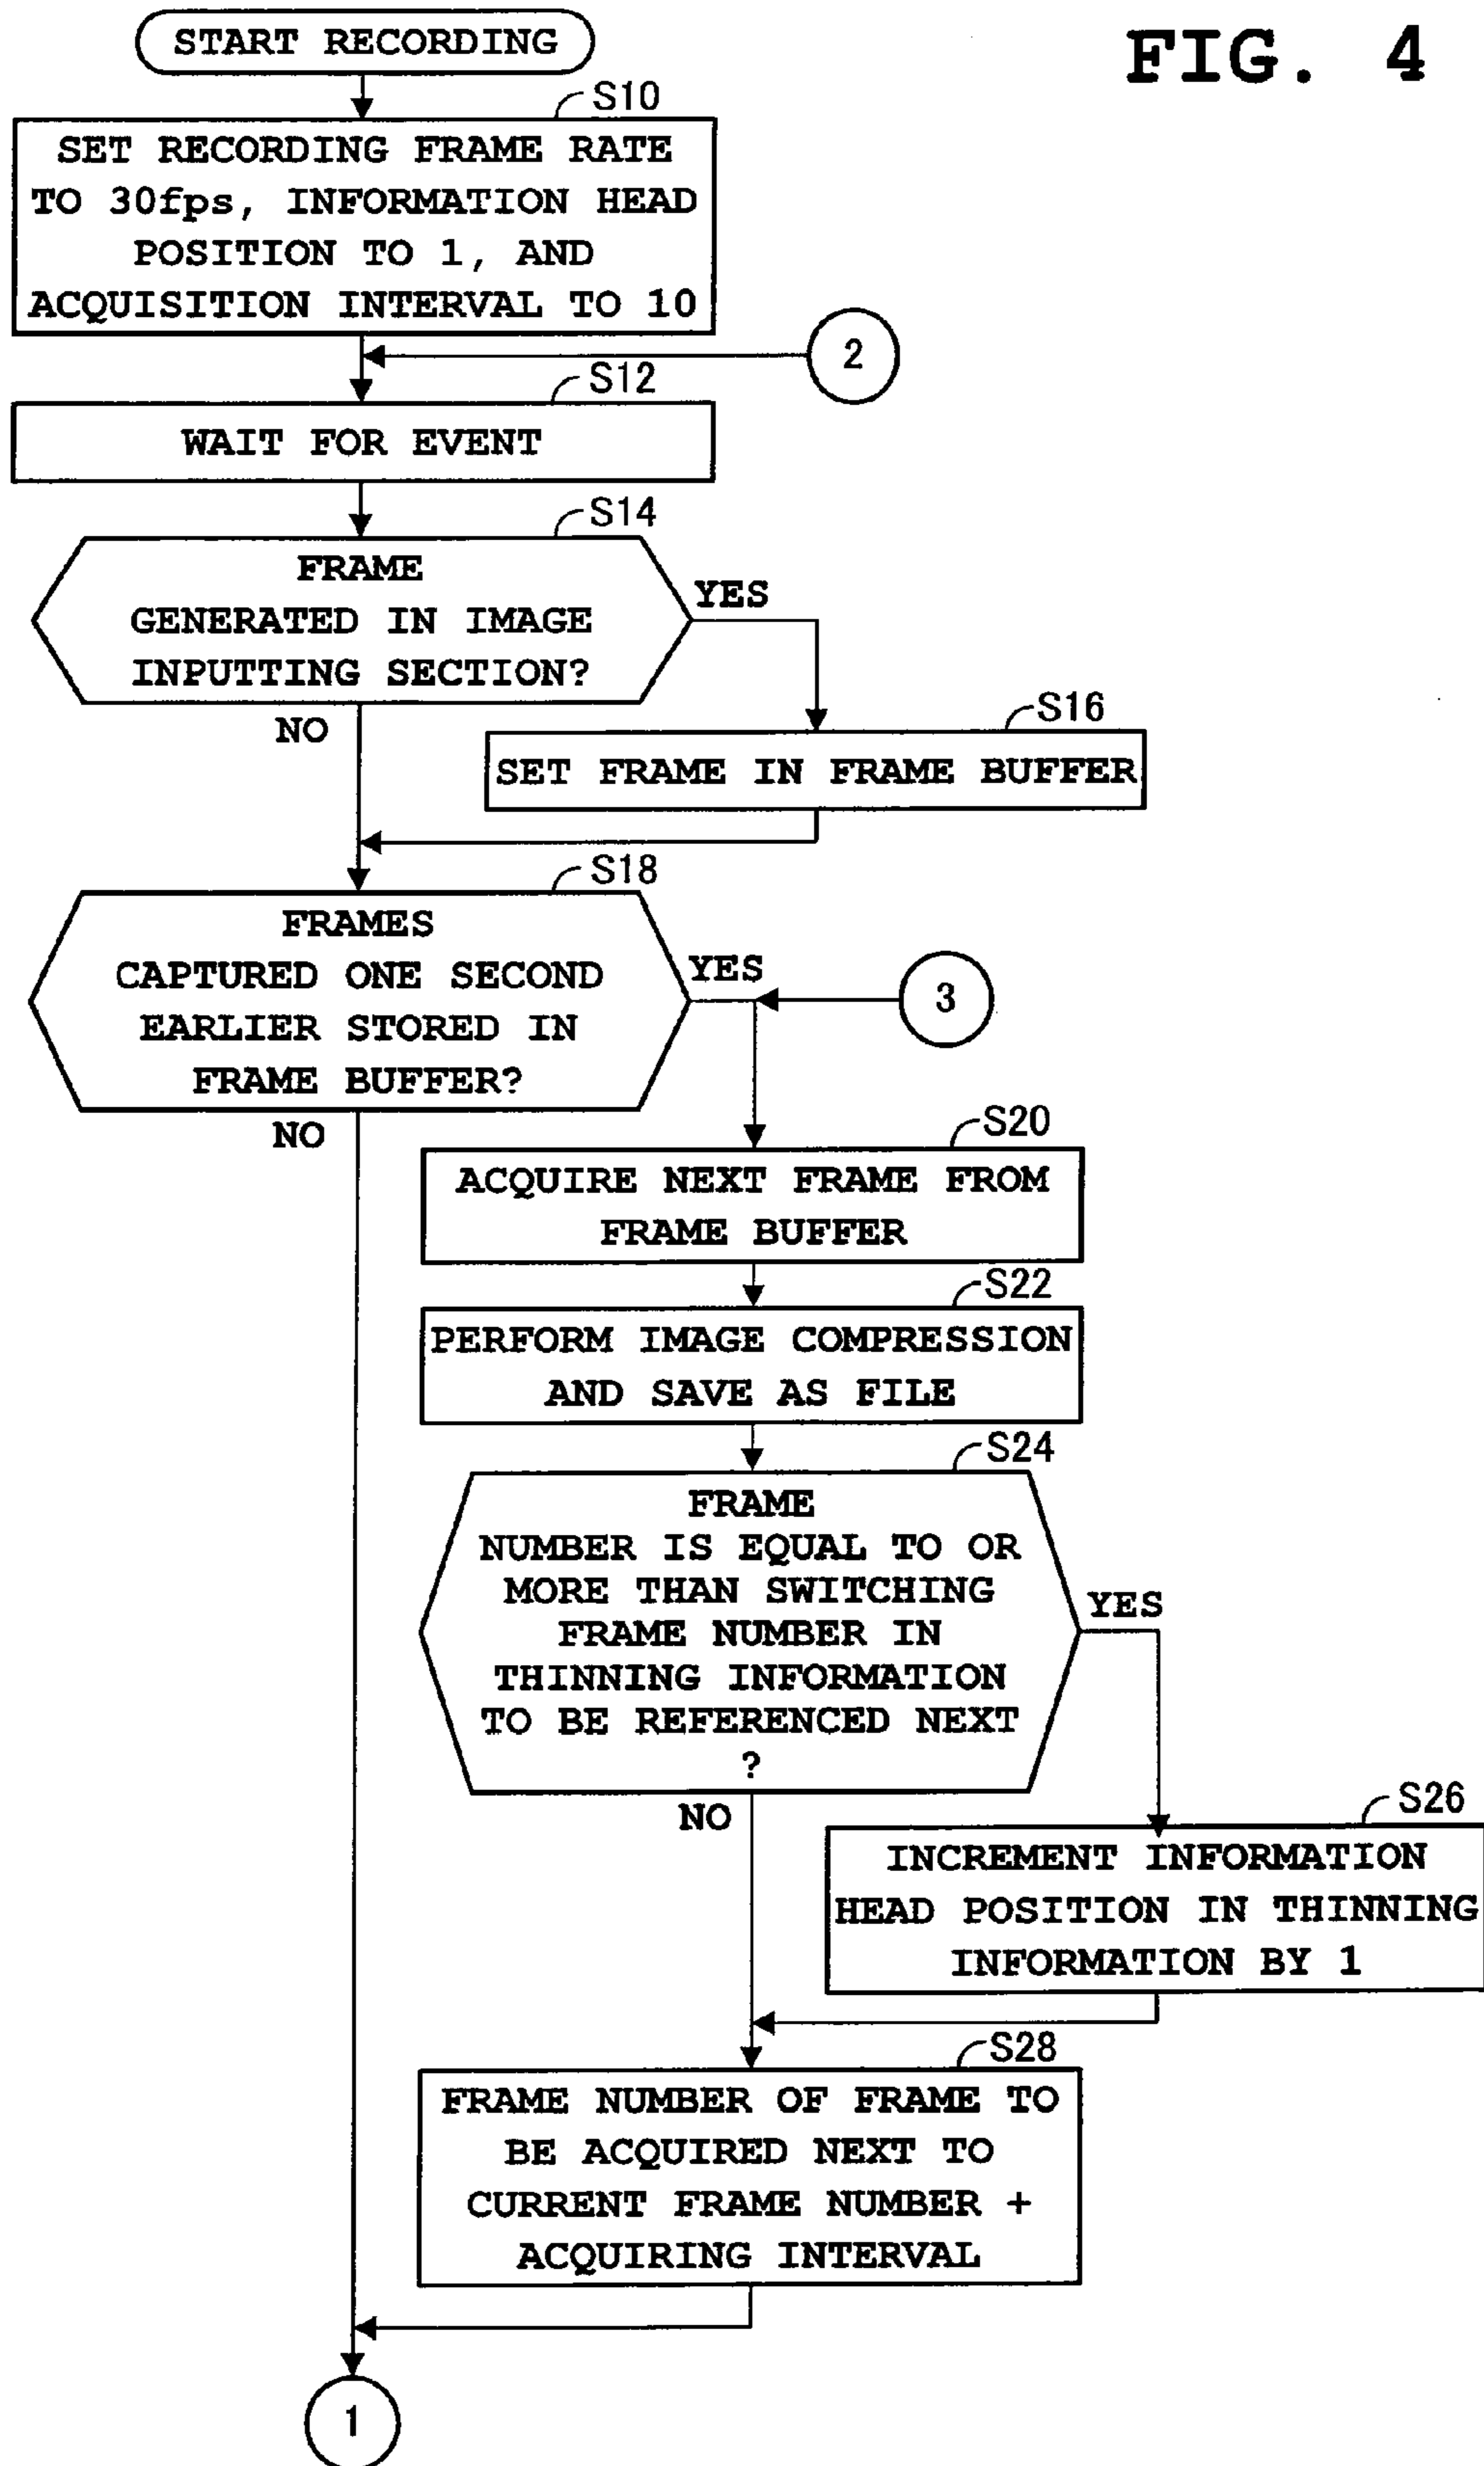 START RECORDING
FIG. 4
S10
SET RECORDING FRAME RATE
TO 30fps, INFORMATION HEAD
POSITION TO 1, AND
ACQUISITION INTERVAL TO 10
2
S12
WAIT FOR EVENT
S14
FRAME
GENERATED IN IMAGE
INPUTTING SECTION?
YES
NO
S16
SET FRAME IN FRAME BUFFER
S18
FRAMES
CAPTURED ONE SECOND
EARLIER STORED IN
FRAME BUFFER?
YES
3
NO
S20
ACQUIRE NEXT FRAME FROM
FRAME BUFFER
S22
PERFORM IMAGE COMPRESSION
AND SAVE AS FILE
S24
FRAME
NUMBER IS EQUAL TO OR
MORE THAN SWITCHING
FRAME NUMBER IN
THINNING INFORMATION
TO BE REFERENCED NEXT
?
YES
NO
S26
INCREMENT INFORMATION
HEAD POSITION IN THINNING
INFORMATION BY 1
S28
FRAME NUMBER OF FRAME TO
BE ACQUIRED NEXT TO
CURRENT FRAME NUMBER +
ACQUIRING INTERVAL
1